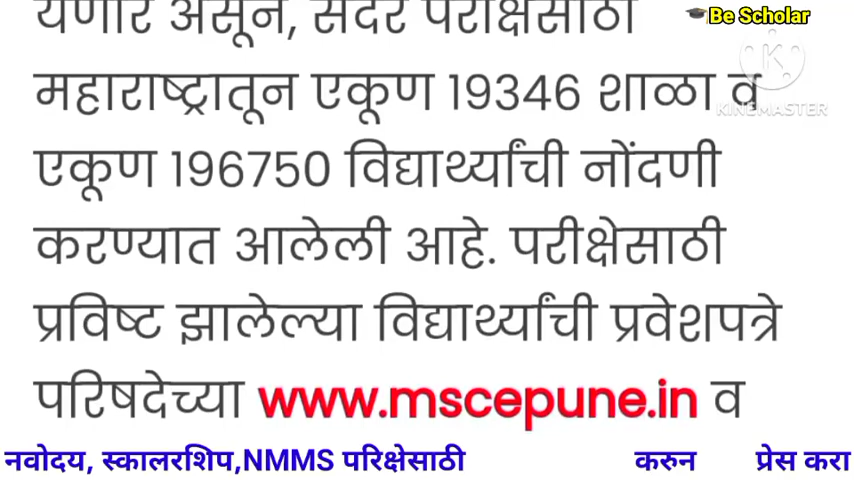 येणार असून, सदर परीक्षेसाठी
🎓Be Scholar
महाराष्ट्रातून एकूण 19346 शाळा व
KINEMASTER
एकूण 196750 विद्यार्थ्यांची नोंदणी
करण्यात आलेली आहे. परीक्षेसाठी
प्रविष्ट झालेल्या विद्यार्थ्यांची प्रवेशपत्रे
परिषदेच्या www.mscepune.in व
नवोदय, स्कालरशिप,NMMS परिक्षेसाठी करुन प्रेस करा